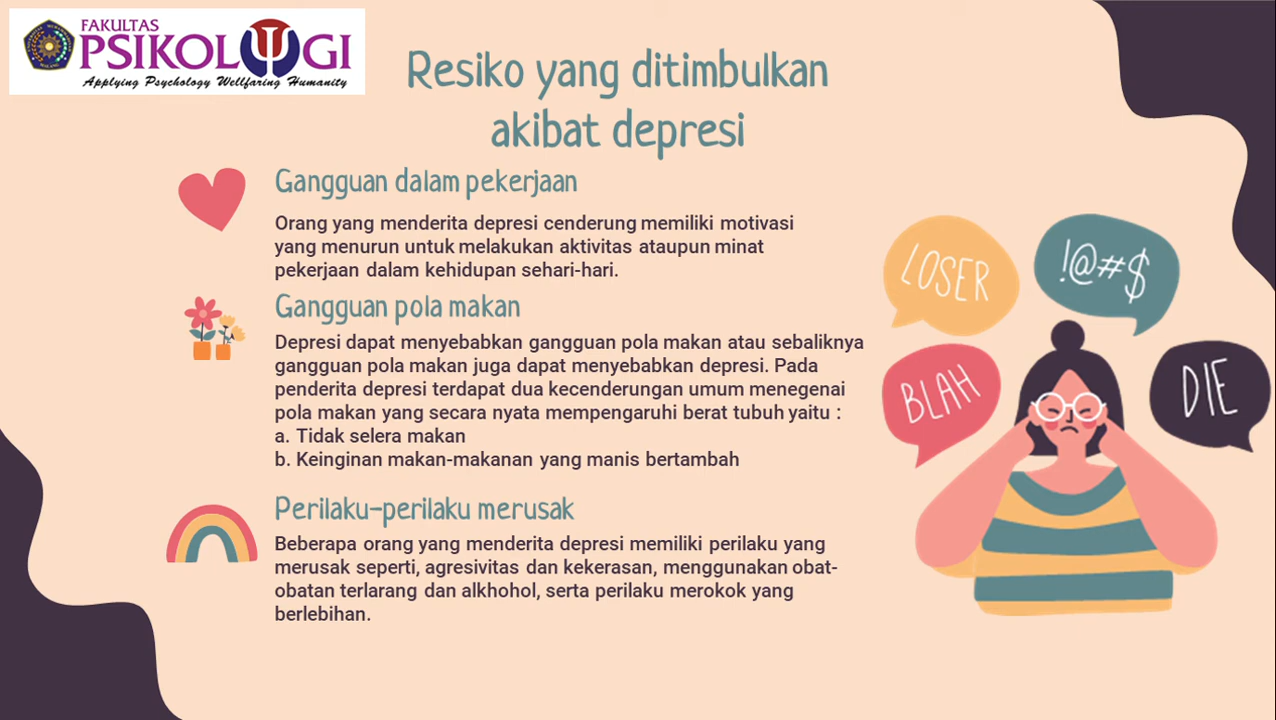 FAKULTAS
PSIKOLOGI
Applying Psychology Wellfaring Humanity
Resiko yang ditimbulkan
akibat depresi
Gangguan dalam pekerjaan
Orang yang menderita depresi cenderung memiliki motivasi
yang menurun untuk melakukan aktivitas ataupun minat
pekerjaan dalam kehidupan sehari-hari.
Gangguan pola makan
Depresi dapat menyebabkan gangguan pola makan atau sebaliknya
gangguan pola makan juga dapat menyebabkan depresi. Pada
penderita depresi terdapat dua kecenderungan umum menegenai
pola makan yang secara nyata mempengaruhi berat tubuh yaitu :
a. Tidak selera makan
b. Keinginan makan-makanan yang manis bertambah
Perilaku-perilaku merusak
Beberapa orang yang menderita depresi memiliki perilaku yang
merusak seperti, agresivitas dan kekerasan, menggunakan obat-
obatan terlarang dan alkhohol, serta perilaku merokok yang
berlebihan.
LOSER
!@#$
BLAH
DIE